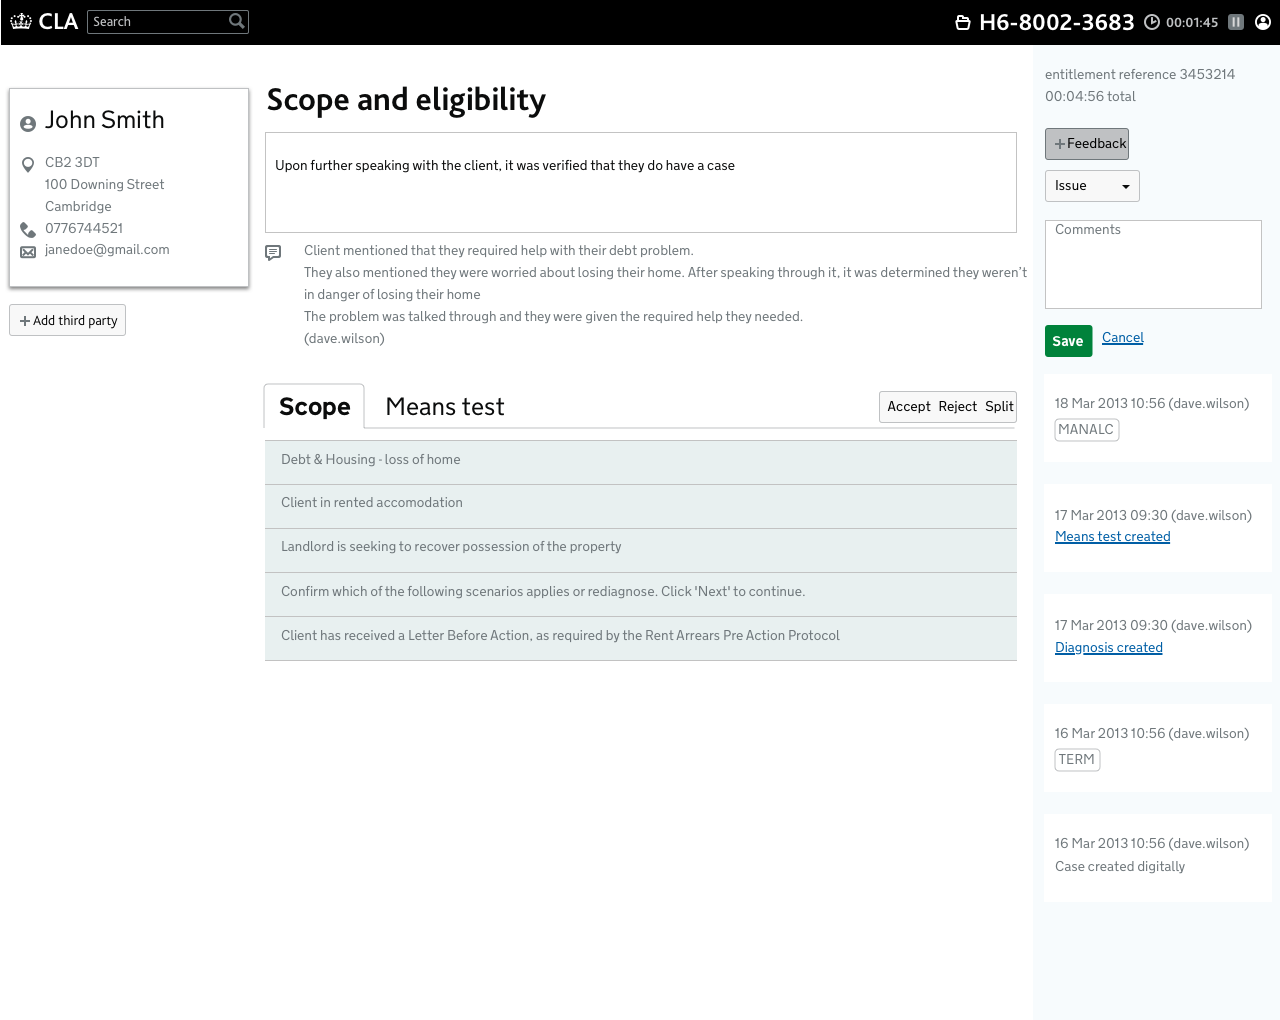 CLA
Search
H6-8002-3683
00:01:45
John Smith
CB2 3DT
100 Downing Street
Cambridge
0776744521
janedoe@gmail.com
Add third party
Scope and eligibility
Upon further speaking with the client, it was verified that they do have a case
Client mentioned that they required help with their debt problem.
They also mentioned they were worried about losing their home. After speaking through it, it was determined they weren't
in danger of losing their home
The problem was talked through and they were given the required help they needed.
(dave.wilson)
Scope
Means test
Accept Reject Split
Debt & Housing - loss of home
Client in rented accomodation
Landlord is seeking to recover possession of the property
Confirm which of the following scenarios applies or rediagnose. Click 'Next' to continue.
Client has received a Letter Before Action, as required by the Rent Arrears Pre Action Protocol
entitlement reference 3453214
00:04:56 total
Feedback
Issue
Comments
Save
Cancel
18 Mar 2013 10:56 (dave.wilson)
MANALC
17 Mar 2013 09:30 (dave.wilson)
Means test created
17 Mar 2013 09:30 (dave.wilson)
Diagnosis created
16 Mar 2013 10:56 (dave.wilson)
TERM
16 Mar 2013 10:56 (dave.wilson)
Case created digitally